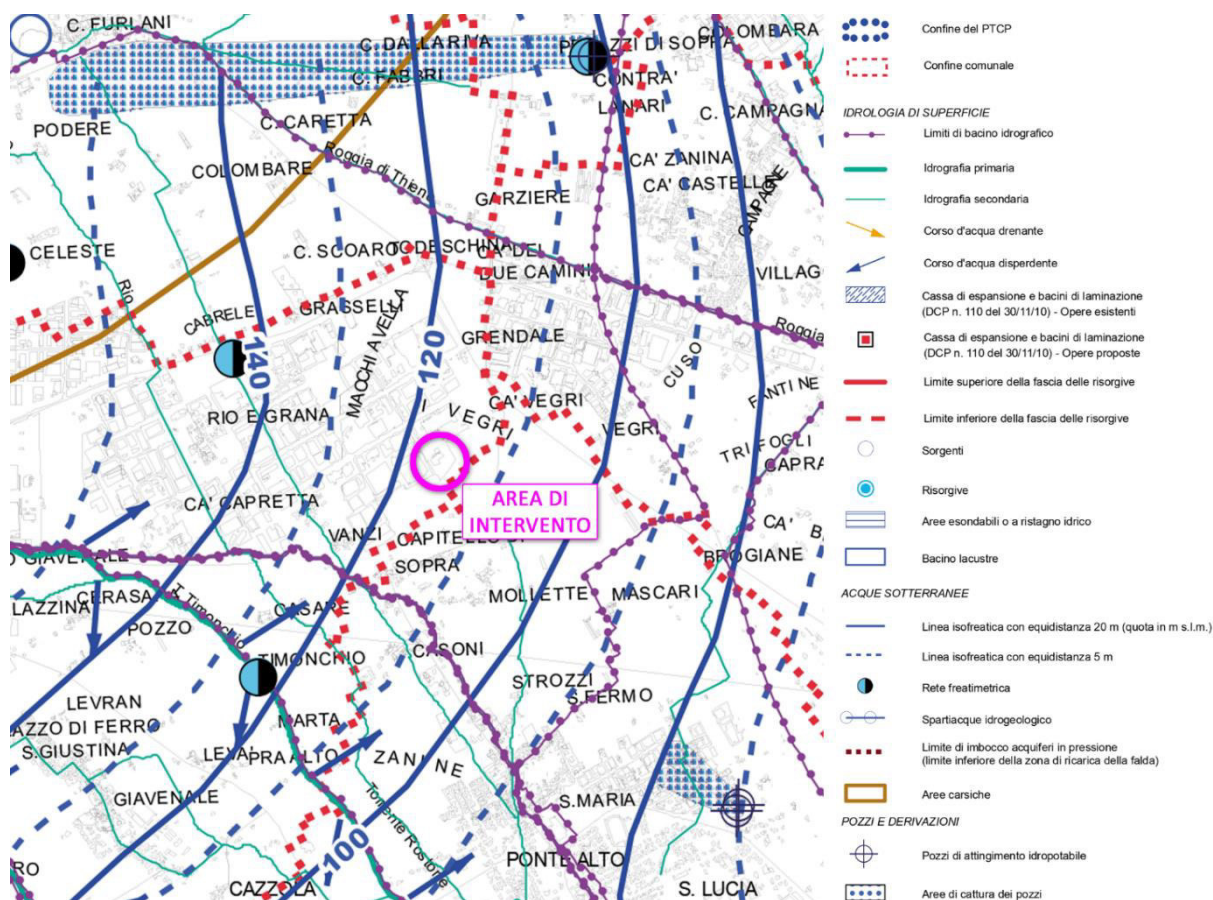 C. FURLANI
C. DALLARIVA
C. FABBRI
ZZI DI SOPRA
OMBARA
CONTRA'
LANARI
C. CAMPAGNA
PODERE
C. CARETTA
COLOMBARE
Roggia di Thien
CA' ZANINA
CA' CASTELL
CAMPAGNE
GARZIERE
CELESTE
C. SCOARO
TODESCHINA
CA' DEI
DUE CAMINI
VILLAG
Rio
CABRELE
GRASSELLA
MACCHIAVELLA
GRENDALE
Roggia
140
120
CUSO
FANTINE
RIO E GRANA
I VEGRI
CA' VEGRI
VEGRI
TRIFOGLI
CAPRA
CA' CAPRETTA
AREA DI
INTERVENTO
VANZI
CAPITELLO DI
SOPRA
CA' B
BROGIANE
O GIAVENALE
LAZZINA
CERASA
POZZO
T. Timonchio
CASARE
MOLLETTE
MASCARI
TIMONCHIO
CASONI
STROZZI
S.FERMO
LEVRAN
AZZO DI FERRO
S.GIUSTINA
MARTA
LEVA'
PRA ALTO
ZANINE
GIAVENALE
Torrente Rostone
S.MARIA
100
PONTE ALTO
RO
CAZZOLA
S. LUCIA
Confine del PTCP
Confine comunale
IDROLOGIA DI SUPERFICIE
Limiti di bacino idrografico
Idrografia primaria
Idrografia secondaria
Corso d'acqua drenante
Corso d'acqua disperdente
Cassa di espansione e bacini di laminazione
(DCP n. 110 del 30/11/10) - Opere esistenti
Cassa di espansione e bacini di laminazione
(DCP n. 110 del 30/11/10) - Opere proposte
Limite superiore della fascia delle risorgive
Limite inferiore della fascia delle risorgive
Sorgenti
Risorgive
Aree esondabili o a ristagno idrico
Bacino lacustre
ACQUE SOTTERRANEE
Linea isofreatica con equidistanza 20 m (quota in m s.l.m.)
Linea isofreatica con equidistanza 5 m
Rete freatimetrica
Spartiacque idrogeologico
Limite di imbocco acquiferi in pressione
(limite inferiore della zona di ricarica della falda)
Aree carsiche
POZZI E DERIVAZIONI
Pozzi di attingimento idropotabile
Aree di cattura dei pozzi